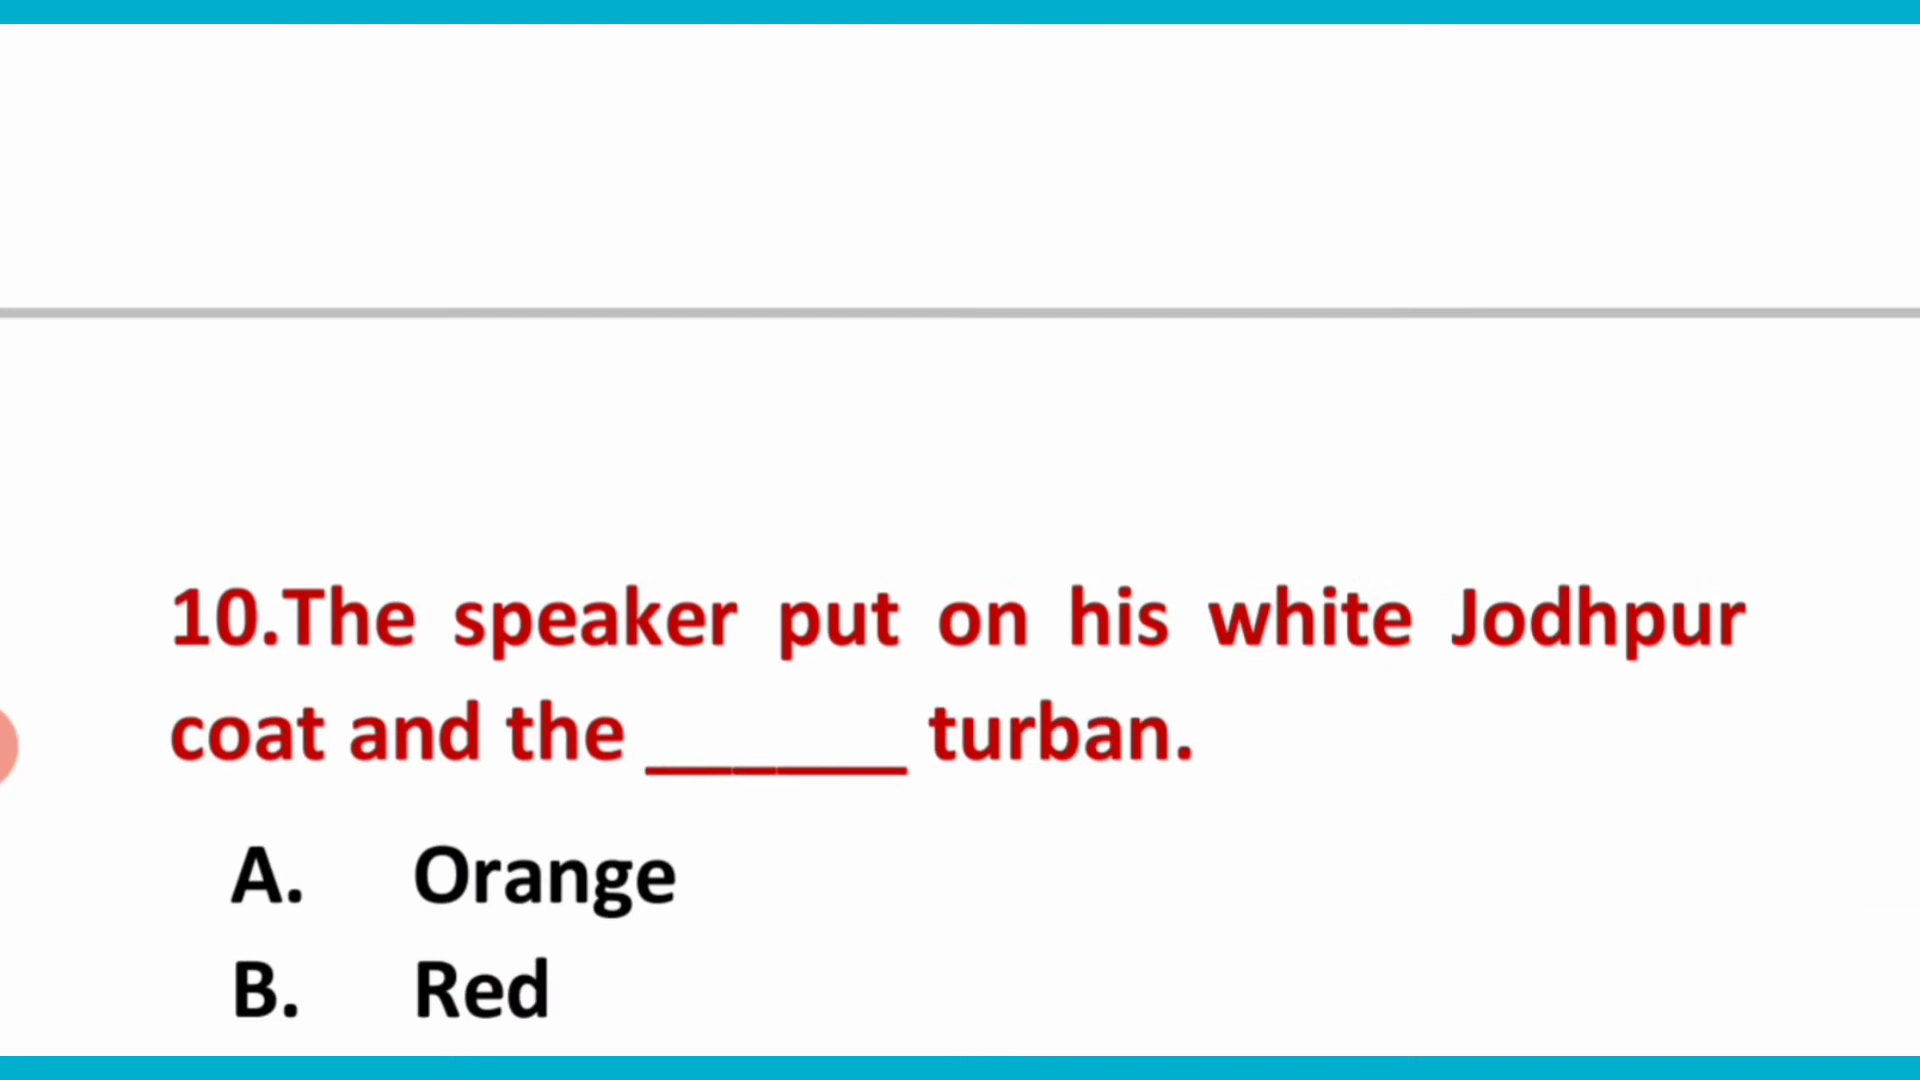 10.The speaker put on his white Jodhpur
coat and the ______ turban.
A. Orange
B. Red